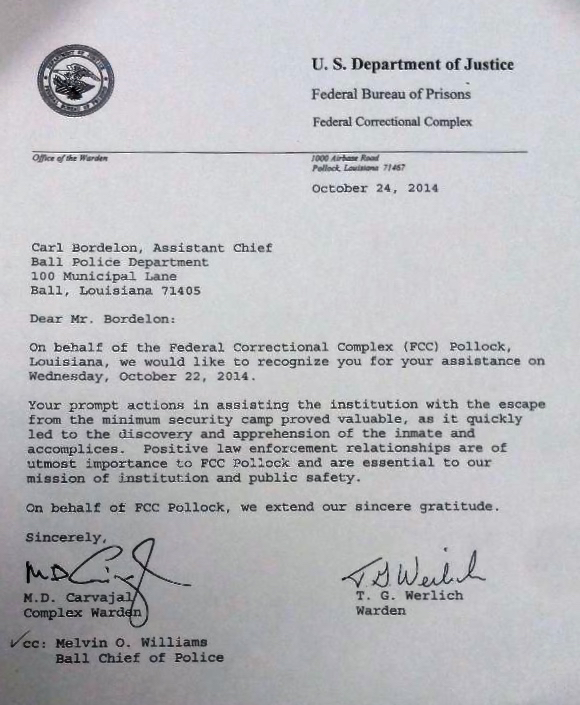 U. S. Department of Justice
Federal Bureau of Prisons
Federal Correctional Complex
Office of the Warden
1000 Airbase Road
Pollock, Louisiana 71467
October 24, 2014
Carl Bordelon, Assistant Chief
Ball Police Department
100 Municipal Lane
Ball, Louisiana 71405
Dear Mr. Bordelon:
On behalf of the Federal Correctional Complex (FCC) Pollock,
Louisiana, we would like to recognize you for your assistance on
Wednesday, October 22, 2014.
Your prompt actions in assisting the institution with the escape
from the minimum security camp proved valuable, as it quickly
led to the discovery and apprehension of the inmate and
accomplices.  Positive law enforcement relationships are of
utmost importance to FCC Pollock and are essential to our
mission of institution and public safety.
On behalf of FCC Pollock, we extend our sincere gratitude.
Sincerely,
T. G. Werlich
M.D. Carvajal
T. G. Werlich
Complex Warden
Warden
cc: Melvin O. Williams
Ball Chief of Police